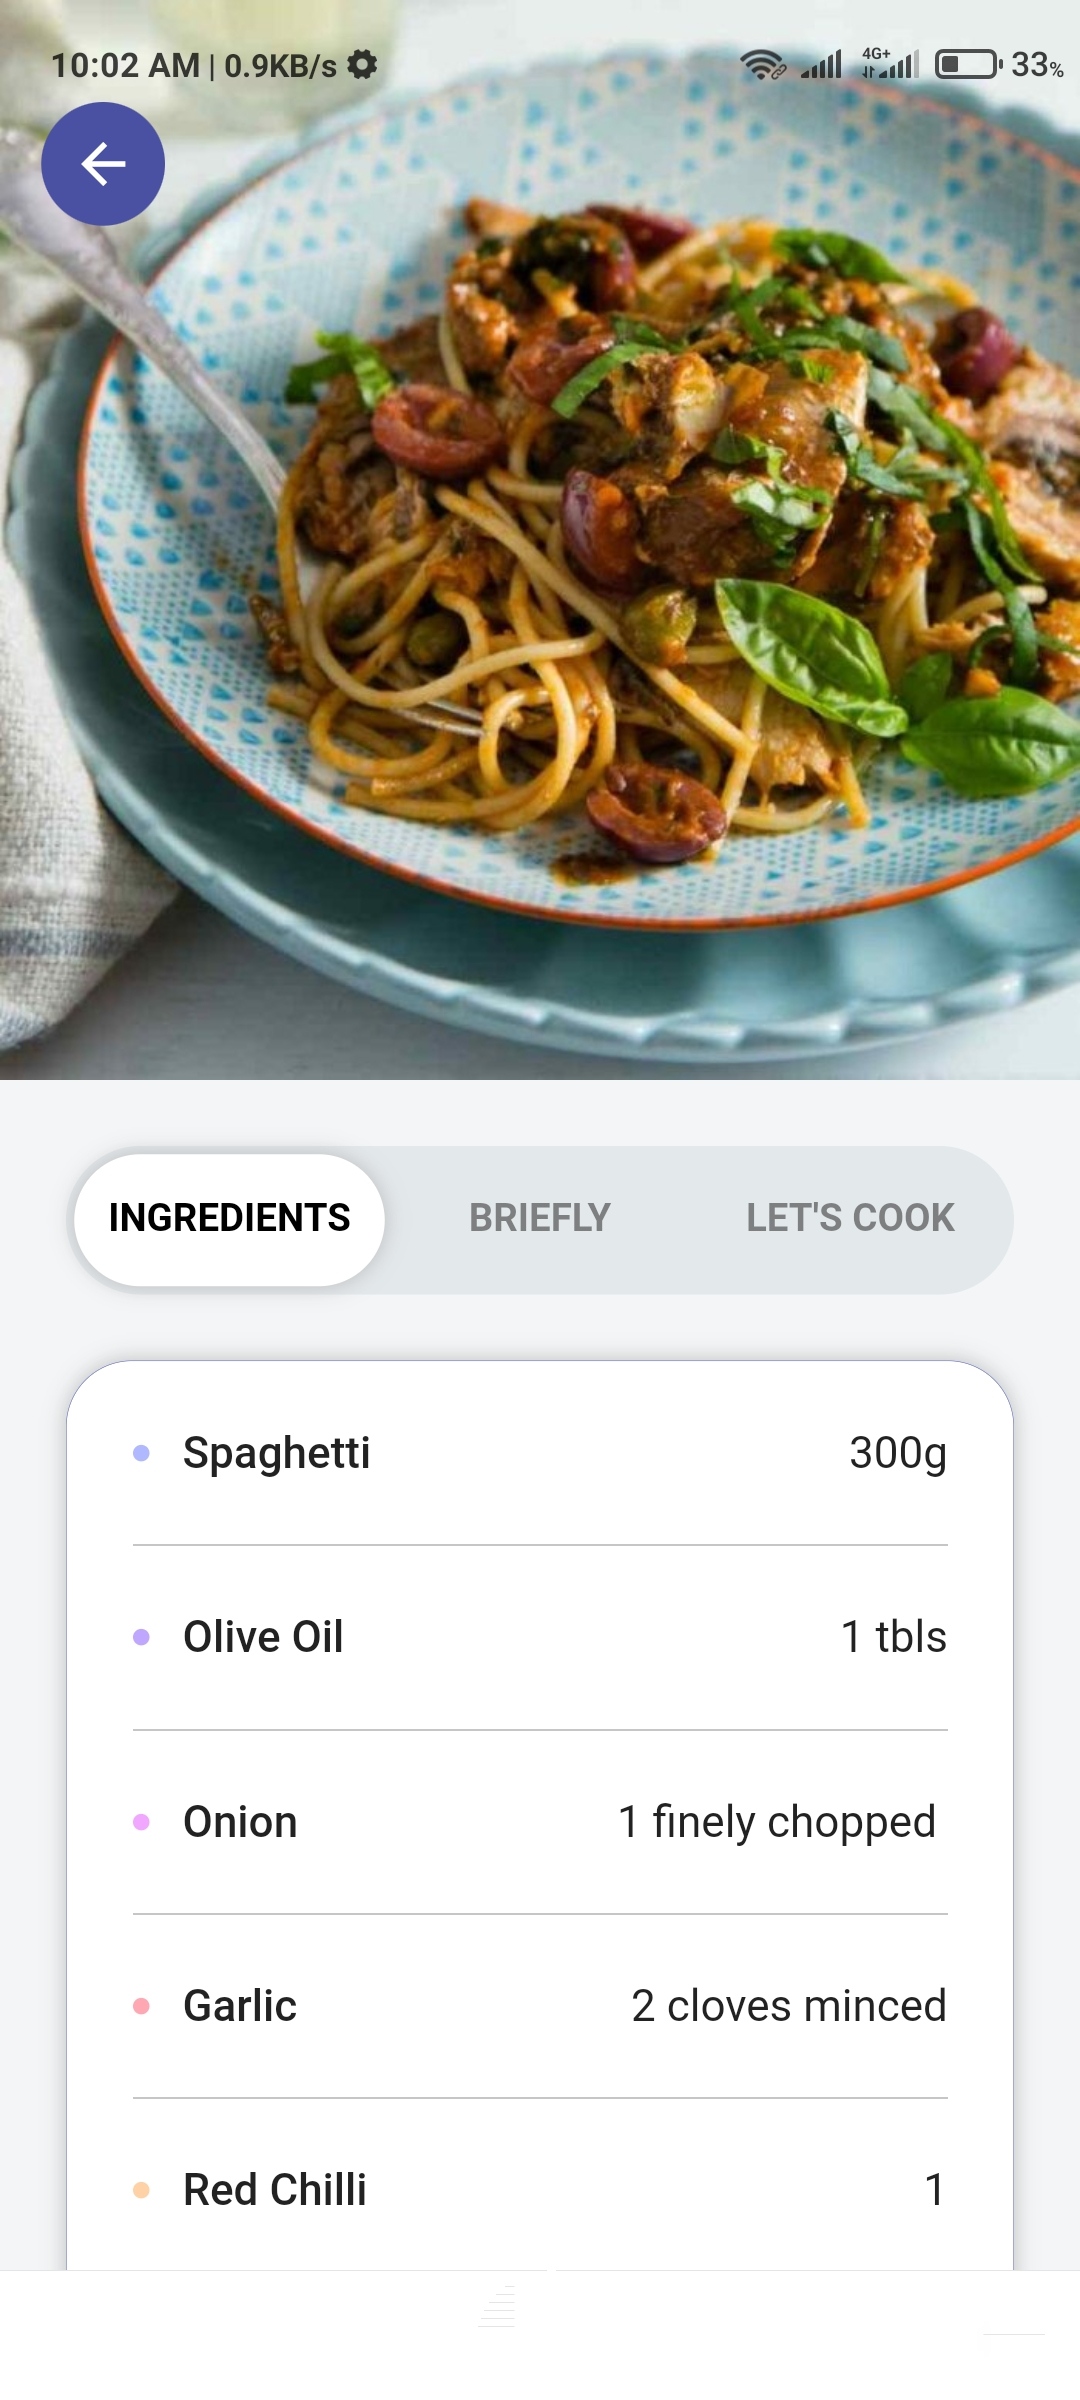 10:02 AM | 0.9KB/s 4G+ 33%
INGREDIENTS BRIEFLY LET'S COOK
Spaghetti 300g
Olive Oil 1 tbls
Onion 1 finely chopped
Garlic 2 cloves minced
Red Chilli 1